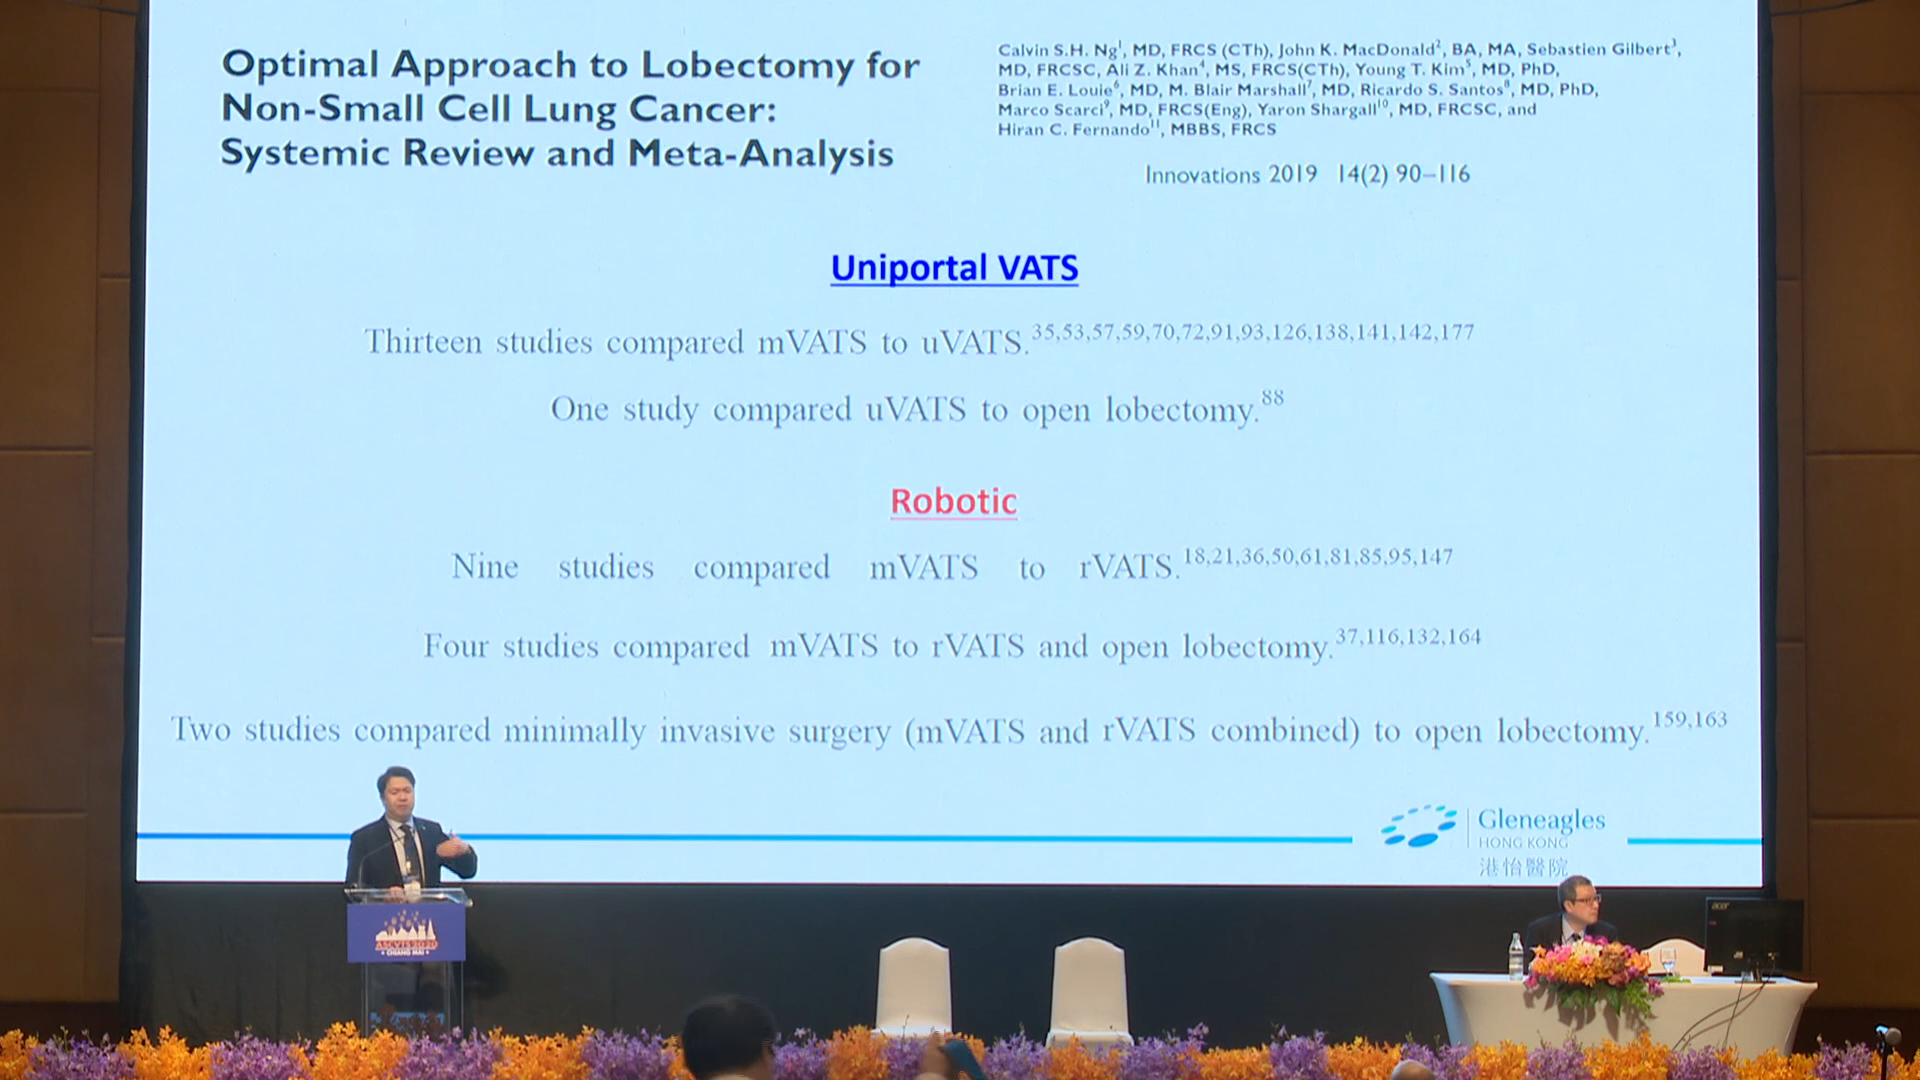 Optimal Approach to Lobectomy for
Non-Small Cell Lung Cancer:
Systemic Review and Meta-Analysis
Calvin S.H. Ng¹, MD, FRCS (CTh), John K. MacDonald², BA, MA, Sebastien Gilbert³,
MD, FRCSC, Ali Z. Khan⁴, MS, FRCS(CTh), Young T. Kim⁵, MD, PhD,
Brian E. Louie⁶, MD, M. Blair Marshall⁷, MD, Ricardo S. Santos⁸, MD, PhD,
Marco Scarci⁹, MD, FRCS(Eng), Yaron Shargall¹⁰, MD, FRCSC, and
Hiran C. Fernando¹¹, MBBS, FRCS
Innovations 2019 14(2) 90–116
Uniportal VATS
Thirteen studies compared mVATS to uVATS.35,53,57,59,70,72,91,93,126,138,141,142,177
One study compared uVATS to open lobectomy.88
Robotic
Nine studies compared mVATS to rVATS.18,21,36,50,61,81,85,95,147
Four studies compared mVATS to rVATS and open lobectomy.37,116,132,164
Two studies compared minimally invasive surgery (mVATS and rVATS combined) to open lobectomy.159,163
Gleneagles
HONG KONG
港怡醫院
ASCVTS 2020
• CHIANG MAI •
acer